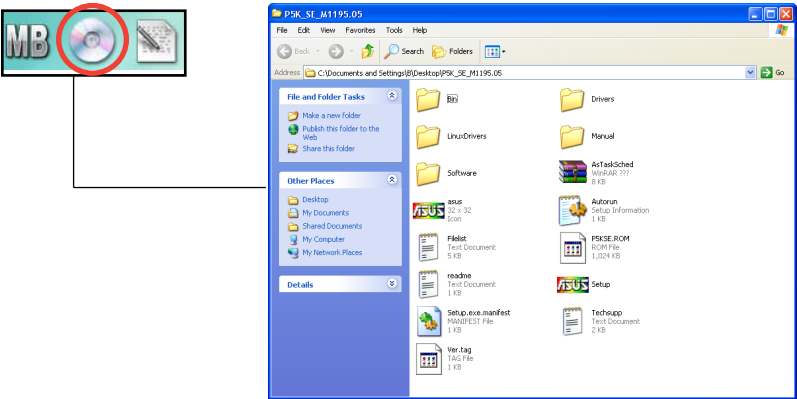 MB
P5K_SE_M1195.05
File Edit View Favorites Tools Help
Back Search Folders
Address C:\Documents and Settings\B\Desktop\P5K_SE_M1195.05 Go
File and Folder Tasks
Make a new folder
Publish this folder to the
Web
Share this folder
Other Places
Desktop
My Documents
Shared Documents
My Computer
My Network Places
Details
Bin
Drivers
LinuxDrivers
Manual
Software
AsTaskSched
WinRAR ???
8 KB
ASUS
asus
32 x 32
Icon
Autorun
Setup Information
1 KB
Filelist
Text Document
5 KB
P5KSE.ROM
ROM File
1,024 KB
readme
Text Document
1 KB
ASUS
Setup
Setup.exe.manifest
MANIFEST File
1 KB
Techsupp
Text Document
2 KB
Ver.tag
TAG File
1 KB